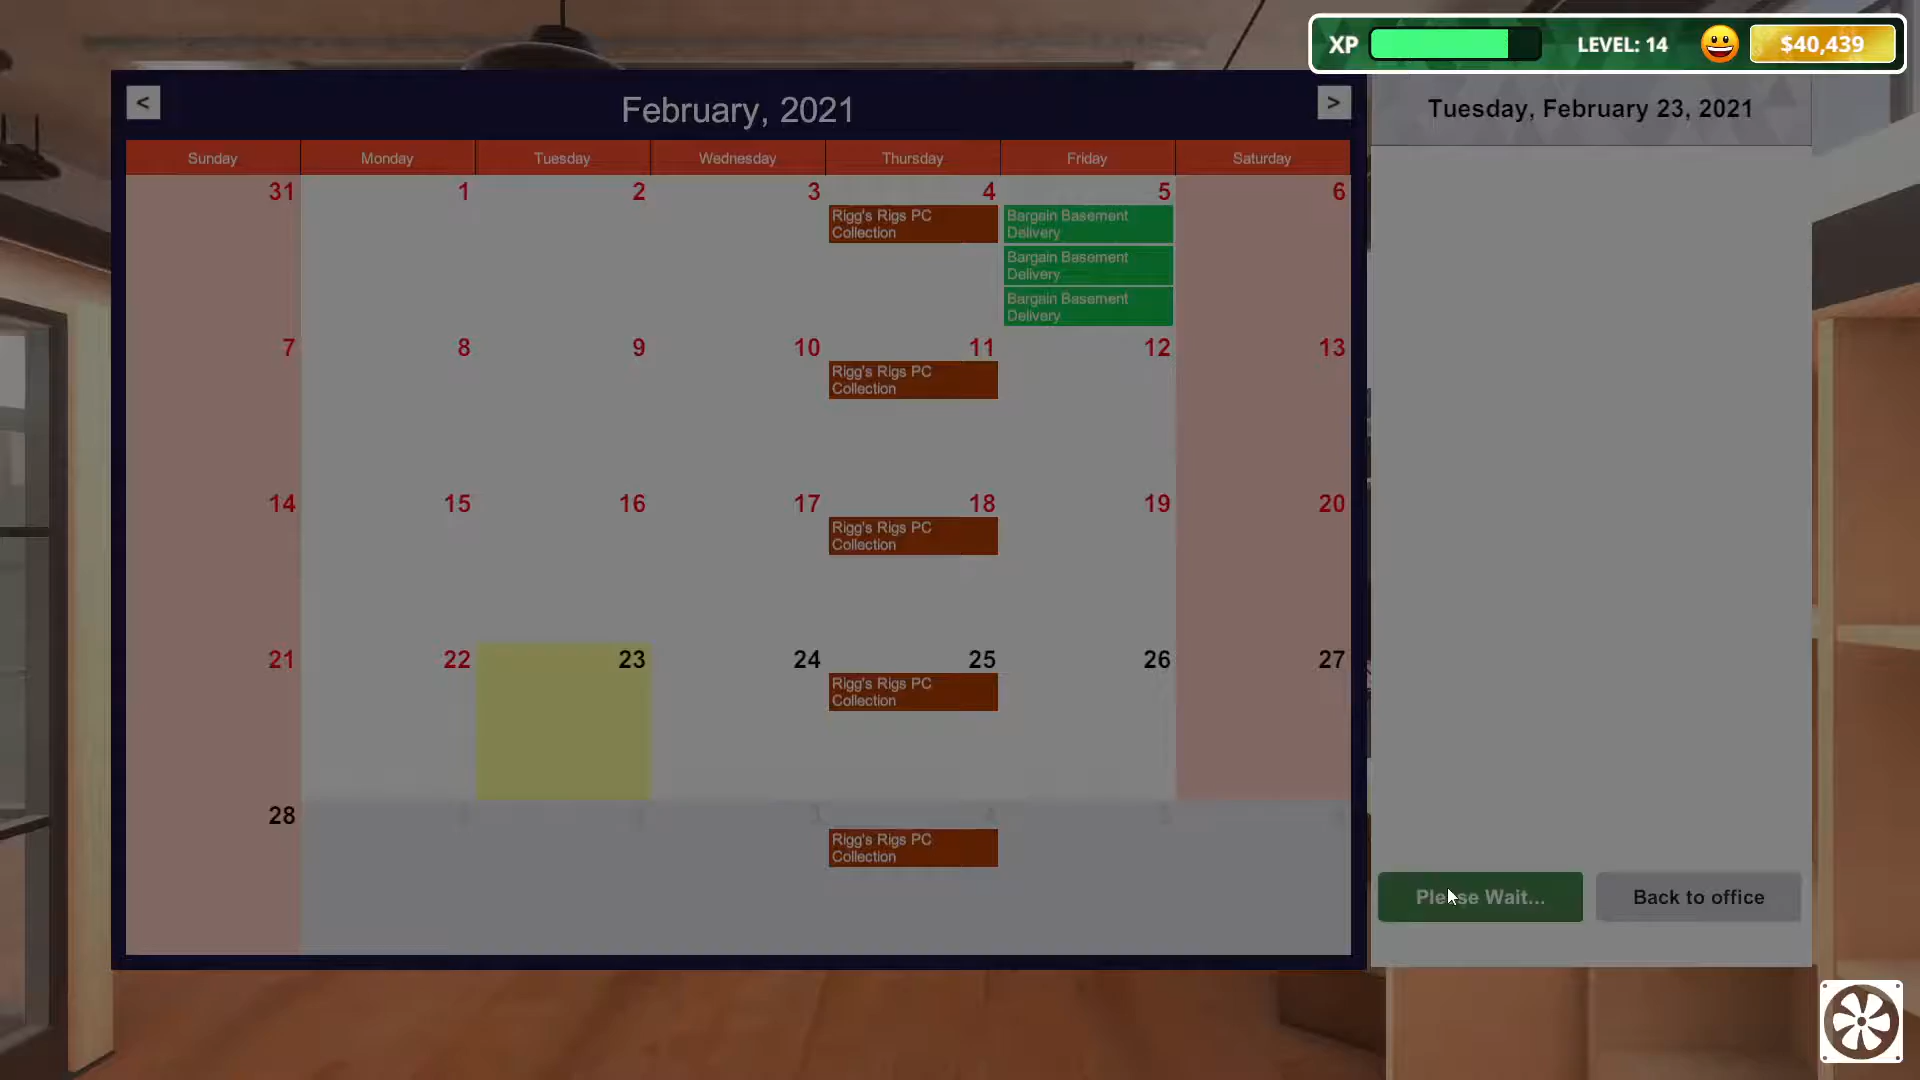 XP LEVEL: 14 $40,439
< February, 2021 >
Tuesday, February 23, 2021
Sunday Monday Tuesday Wednesday Thursday Friday Saturday
31 1 2 3 4 5 6
Rigg's Rigs PC
Collection
Bargain Basement
Delivery
Bargain Basement
Delivery
Bargain Basement
Delivery
7 8 9 10 11 12 13
Rigg's Rigs PC
Collection
14 15 16 17 18 19 20
Rigg's Rigs PC
Collection
21 22 23 24 25 26 27
Rigg's Rigs PC
Collection
28
Rigg's Rigs PC
Collection
Please Wait...
Back to office